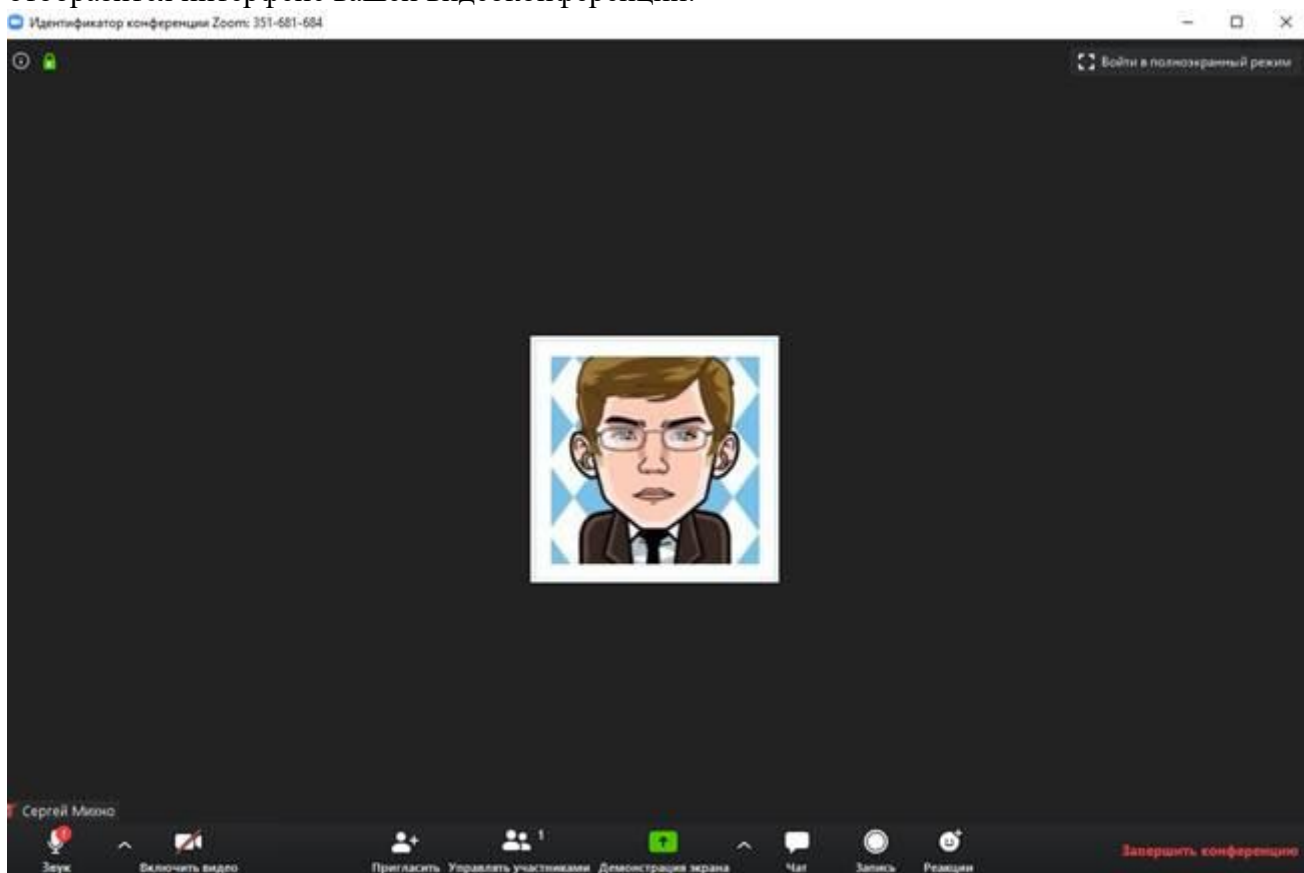 Идентификатор конференции Zoom: 351-681-684
Войти в полноэкранный режим
Сергей
1
Звук
Включить видео
Пригласить
Управлять участниками
Демонстрация экрана
Чат
Запись
Реакции
Завершить конференцию